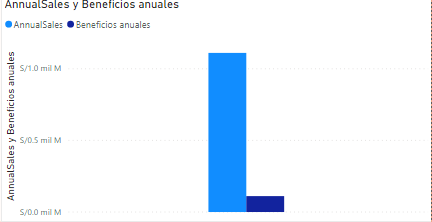 AnnualSales y Beneficios anuales
AnnualSales Beneficios anuales
AnnualSales y Beneficios anuales
S/1.0 mil M
S/0.5 mil M
S/0.0 mil M